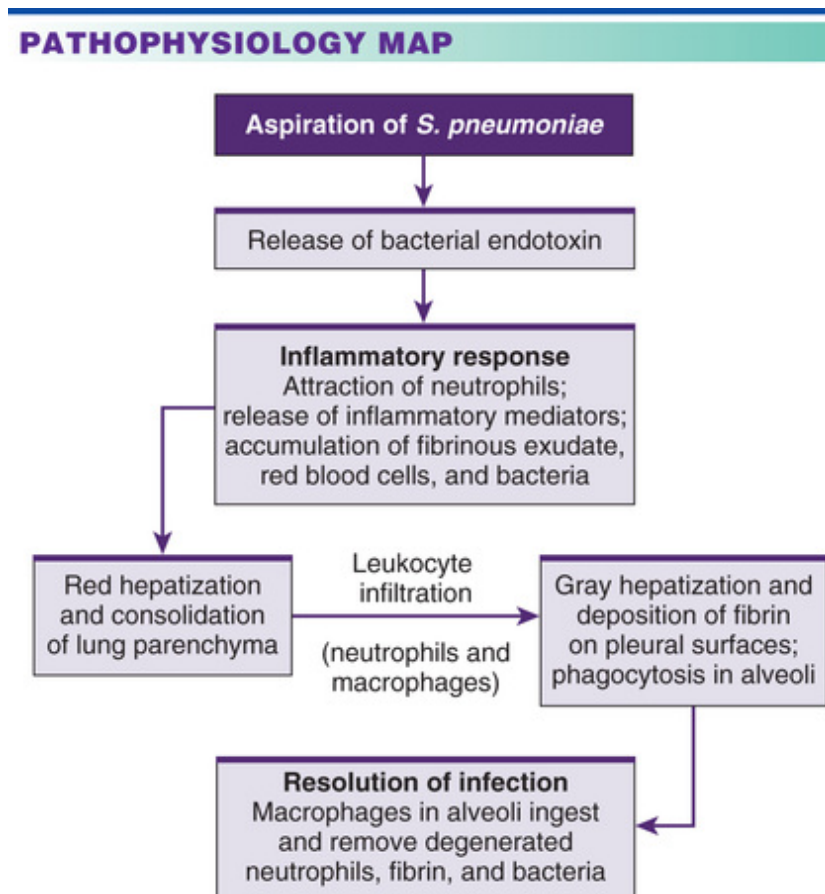 PATHOPHYSIOLOGY MAP
Aspiration of S. pneumoniae
Release of bacterial endotoxin
Inflammatory response
Attraction of neutrophils;
release of inflammatory mediators;
accumulation of fibrinous exudate,
red blood cells, and bacteria
Red hepatization
and consolidation
of lung parenchyma
Leukocyte
infiltration
(neutrophils and
macrophages)
Gray hepatization and
deposition of fibrin
on pleural surfaces;
phagocytosis in alveoli
Resolution of infection
Macrophages in alveoli ingest
and remove degenerated
neutrophils, fibrin, and bacteria